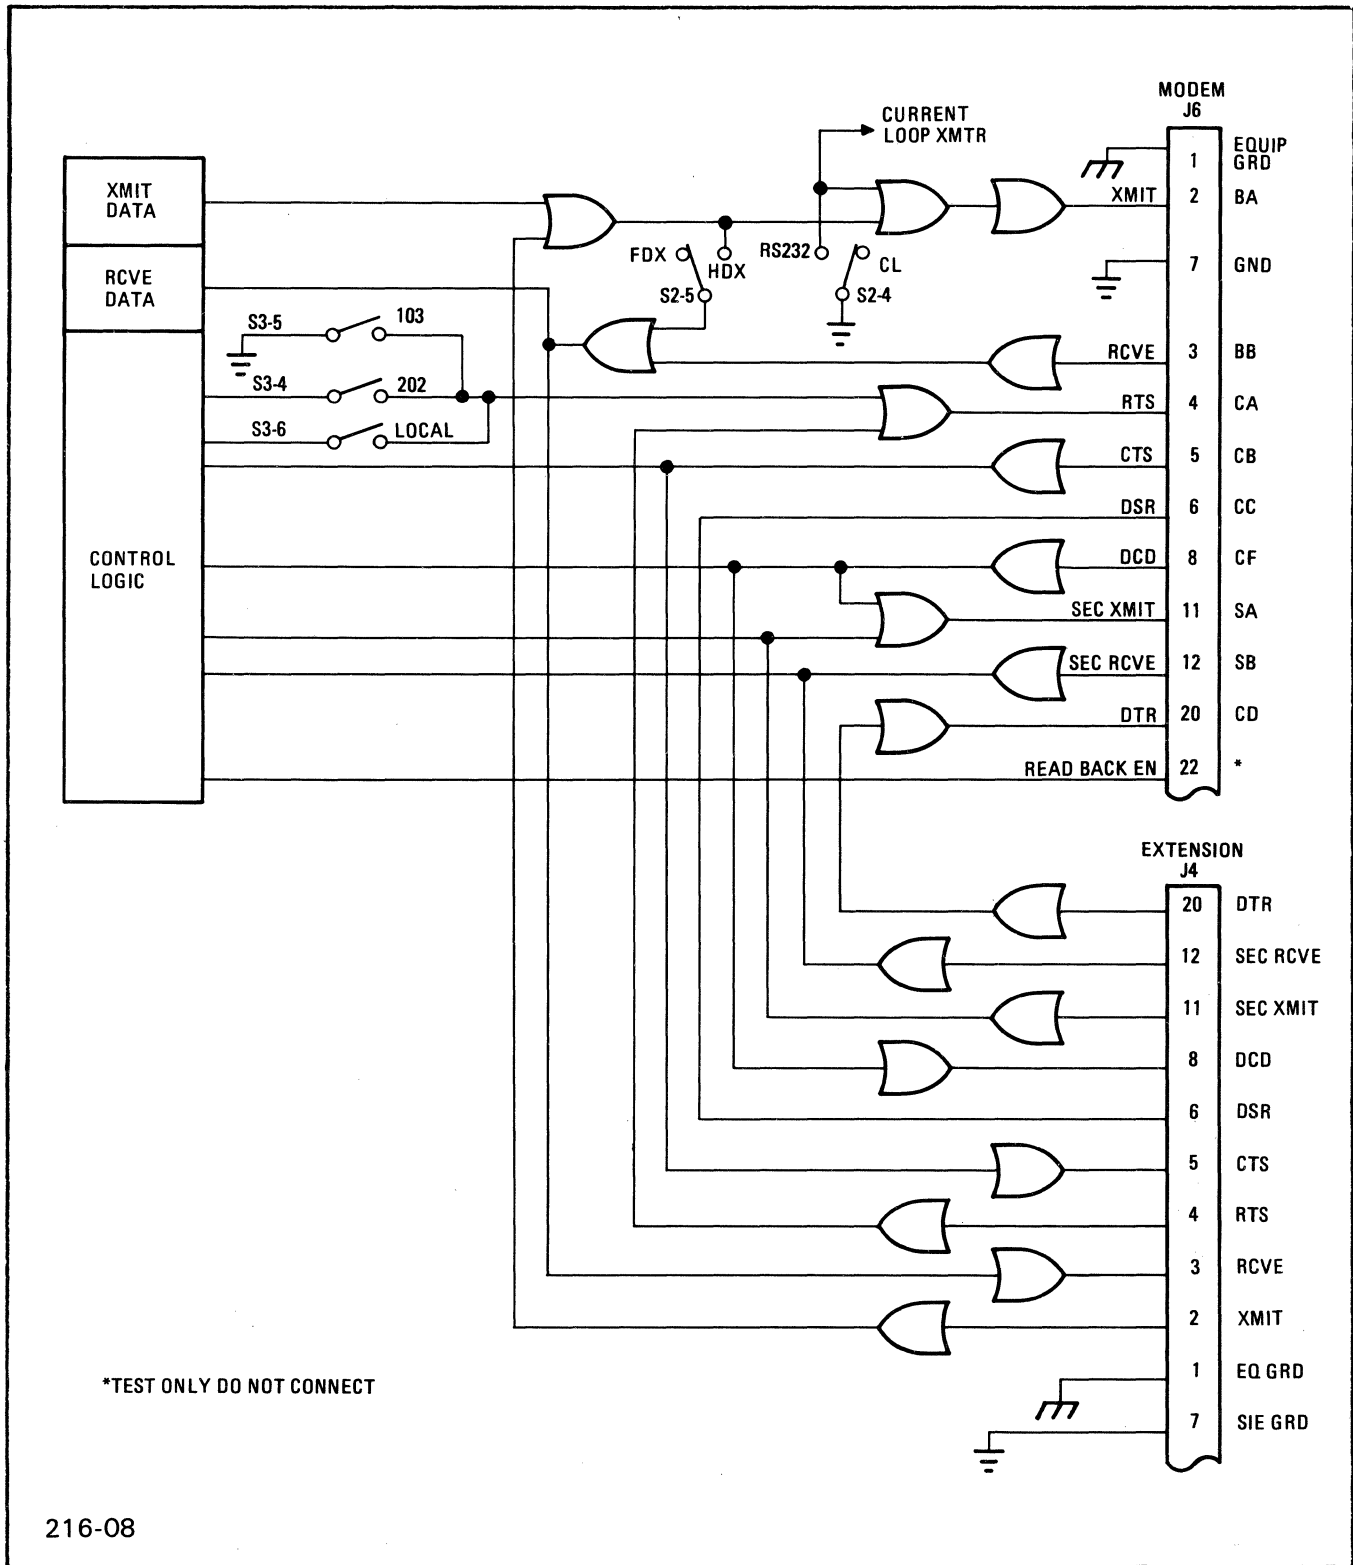 MODEM
J6
CURRENT
LOOP XMTR
EQUIP
GRD
1
XMIT
DATA
XMIT
2
BA
RCVE
DATA
FDX
HDX
RS232
CL
7
GND
S2-5
S2-4
S3-5
103
RCVE
3
BB
S3-4
202
RTS
4
CA
S3-6
LOCAL
CTS
5
CB
DSR
6
CC
CONTROL
LOGIC
DCD
8
CF
SEC XMIT
11
SA
SEC RCVE
12
SB
DTR
20
CD
READ BACK EN
22
*
EXTENSION
J4
20
DTR
12
SEC RCVE
11
SEC XMIT
8
DCD
6
DSR
5
CTS
4
RTS
3
RCVE
2
XMIT
1
EQ GRD
7
SIE GRD
*TEST ONLY DO NOT CONNECT
216-08